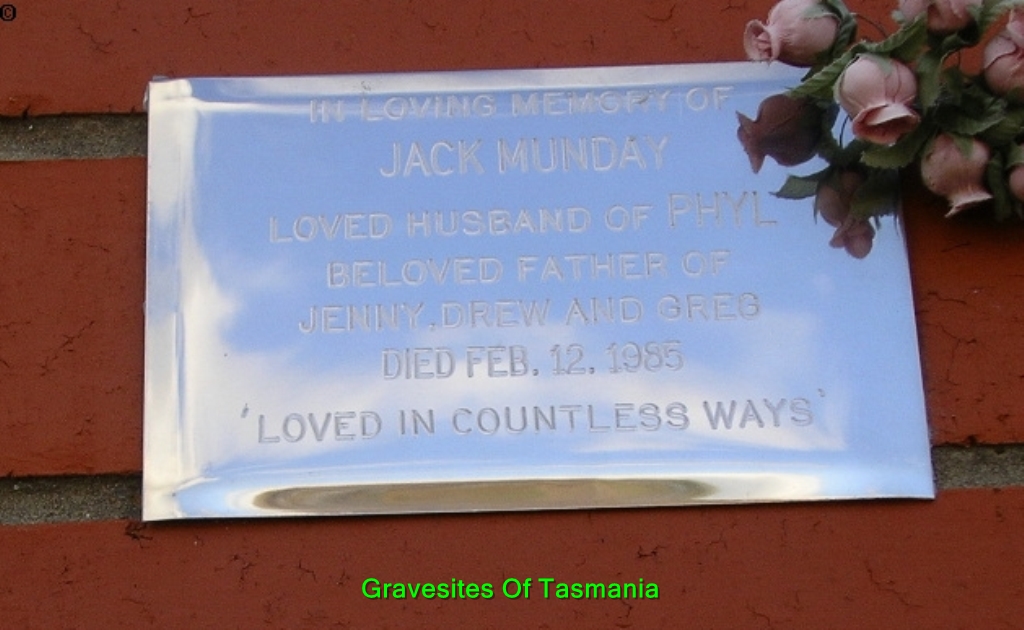 ©
IN LOVING MEMORY OF
JACK MUNDAY
LOVED HUSBAND OF PHYL
BELOVED FATHER OF
JENNY, DREW AND GREG
DIED FEB. 12. 1985
'LOVED IN COUNTLESS WAYS'
Gravesites Of Tasmania